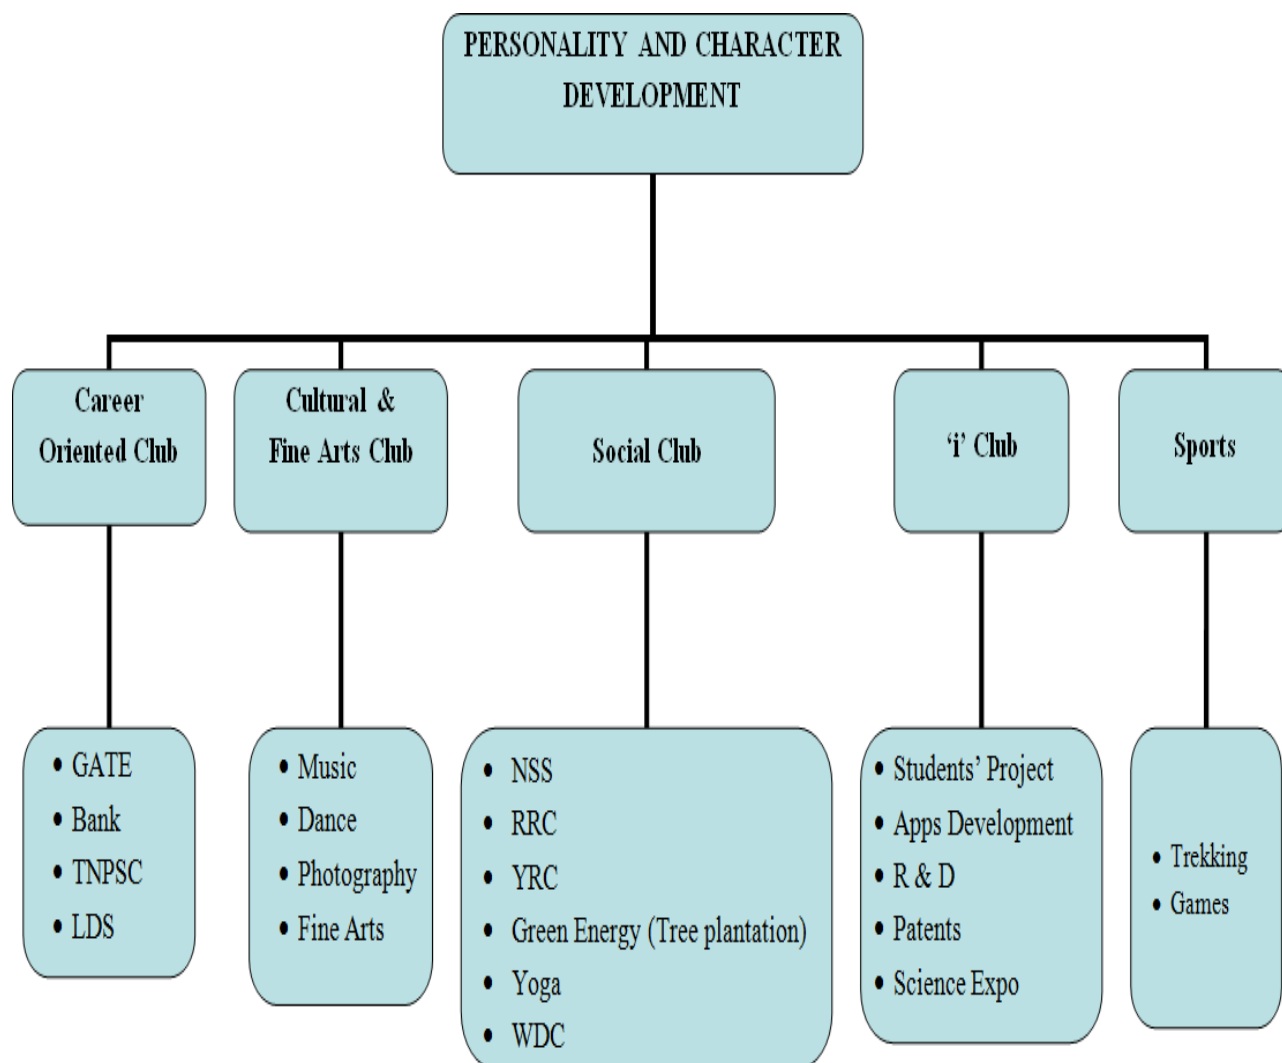 PERSONALITY AND CHARACTER
DEVELOPMENT
Career
Oriented Club
Cultural &
Fine Arts Club
Social Club
‘i’ Club
Sports
• GATE
• Bank
• TNPSC
• LDS
• Music
• Dance
• Photography
• Fine Arts
• NSS
• RRC
• YRC
• Green Energy (Tree plantation)
• Yoga
• WDC
• Students’ Project
• Apps Development
• R & D
• Patents
• Science Expo
• Trekking
• Games